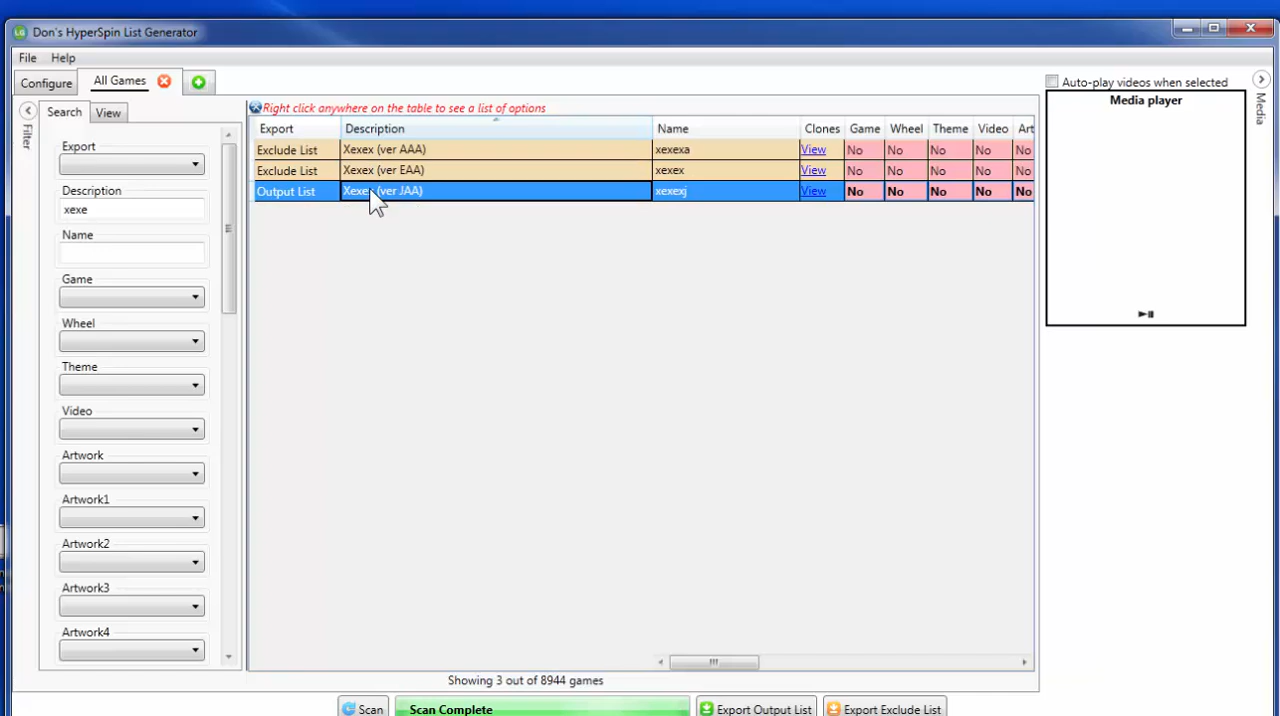 LG Don's HyperSpin List Generator
File Help
Configure All Games
Auto-play videos when selected
Media
Media player
Filter
Search View
Right click anywhere on the table to see a list of options
Export Description Name Clones Game Wheel Theme Video Art
Exclude List Xexex (ver AAA) xexexa View No No No No No
Exclude List Xexex (ver EAA) xexex View No No No No No
Output List Xexex (ver JAA) xexexj View No No No No No
Export
Description
xexe
Name
Game
Wheel
Theme
Video
Artwork
Artwork1
Artwork2
Artwork3
Artwork4
Showing 3 out of 8944 games
Scan Scan Complete Export Output List Export Exclude List